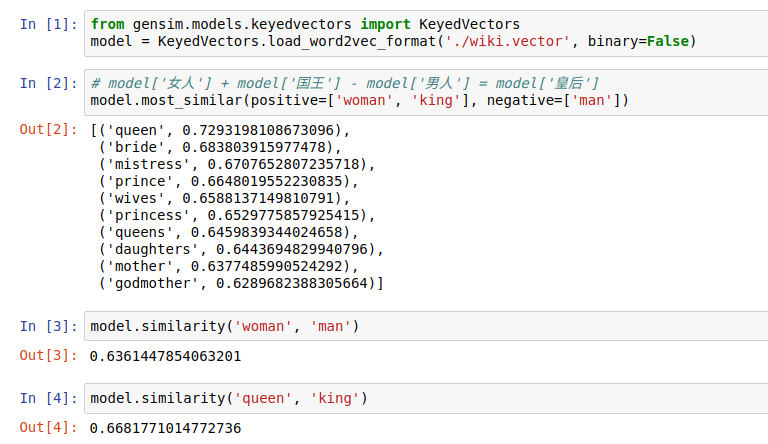 In [1]: from gensim.models.keyedvectors import KeyedVectors
model = KeyedVectors.load_word2vec_format('./wiki.vector', binary=False)
In [2]: # model['女人'] + model['国王'] - model['男人'] = model['皇后']
model.most_similar(positive=['woman', 'king'], negative=['man'])
Out[2]: [('queen', 0.7293198108673096),
('bride', 0.683803915977478),
('mistress', 0.6707652807235718),
('prince', 0.6648019552230835),
('wives', 0.6588137149810791),
('princess', 0.6529775857925415),
('queens', 0.6459839344024658),
('daughters', 0.6443694829940796),
('mother', 0.6377485990524292),
('godmother', 0.6289682388305664)]
In [3]: model.similarity('woman', 'man')
Out[3]: 0.6361447854063201
In [4]: model.similarity('queen', 'king')
Out[4]: 0.6681771014772736